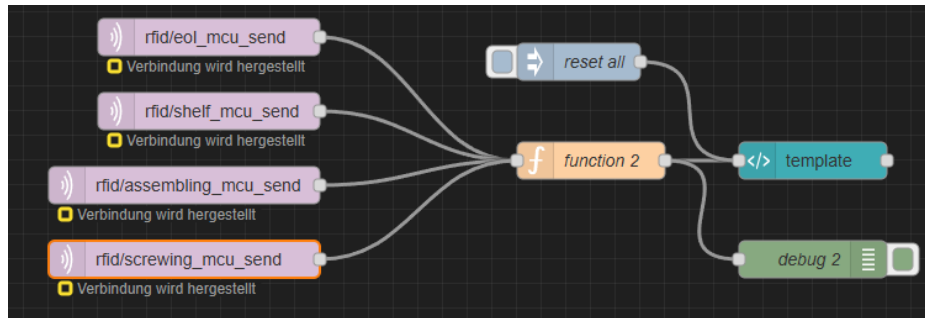 rfid/eol_mcu_send
Verbindung wird hergestellt
reset all
rfid/shelf_mcu_send
Verbindung wird hergestellt
function 2
template
rfid/assembling_mcu_send
Verbindung wird hergestellt
rfid/screwing_mcu_send
debug 2
Verbindung wird hergestellt